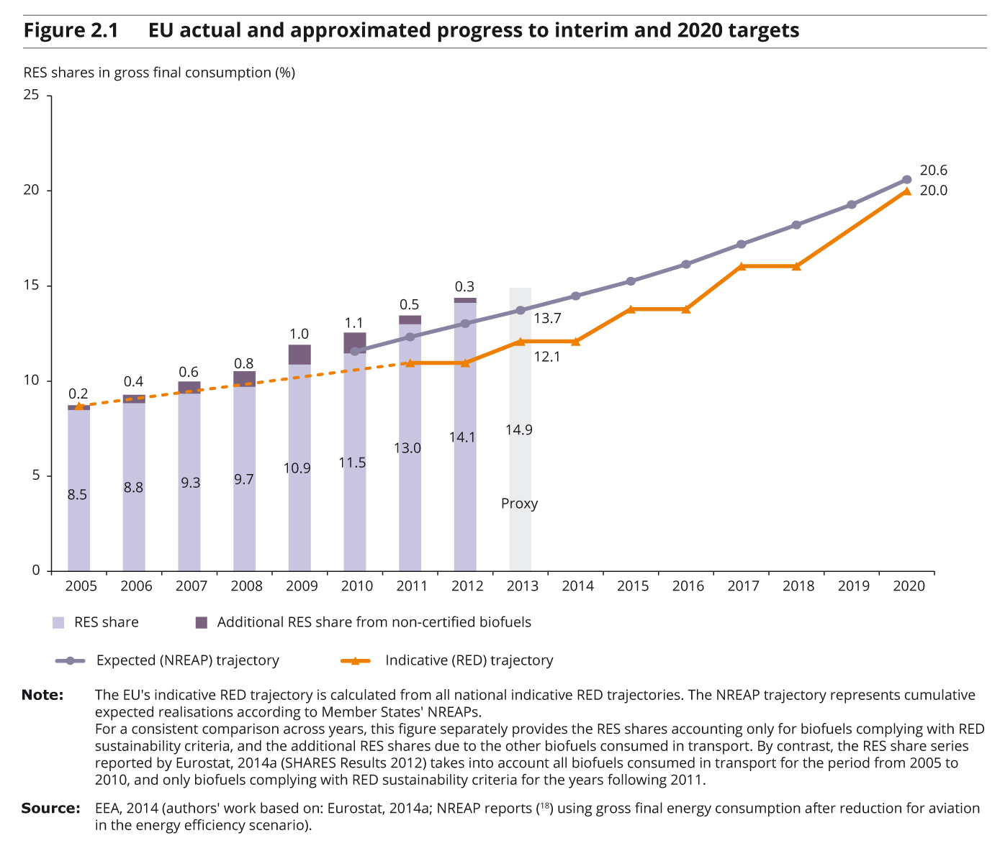 Figure 2.1 EU actual and approximated progress to interim and 2020 targets
RES shares in gross final consumption (%)
25
20
15
10
5
0
20.6
20.0
0.2
0.4
0.6
0.8
1.0
1.1
0.5
0.3
13.7
12.1
8.5
8.8
9.3
9.7
10.9
11.5
13.0
14.1
14.9
Proxy
2005 2006 2007 2008 2009 2010 2011 2012 2013 2014 2015 2016 2017 2018 2019 2020
RES share Additional RES share from non-certified biofuels
Expected (NREAP) trajectory Indicative (RED) trajectory
Note: The EU's indicative RED trajectory is calculated from all national indicative RED trajectories. The NREAP trajectory represents cumulative
expected realisations according to Member States' NREAPs.
For a consistent comparison across years, this figure separately provides the RES shares accounting only for biofuels complying with RED
sustainability criteria, and the additional RES shares due to the other biofuels consumed in transport. By contrast, the RES share series
reported by Eurostat, 2014a (SHARES Results 2012) takes into account all biofuels consumed in transport for the period from 2005 to
2010, and only biofuels complying with RED sustainability criteria for the years following 2011.
Source: EEA, 2014 (authors' work based on: Eurostat, 2014a; NREAP reports (¹⁸) using gross final energy consumption after reduction for aviation
in the energy efficiency scenario).